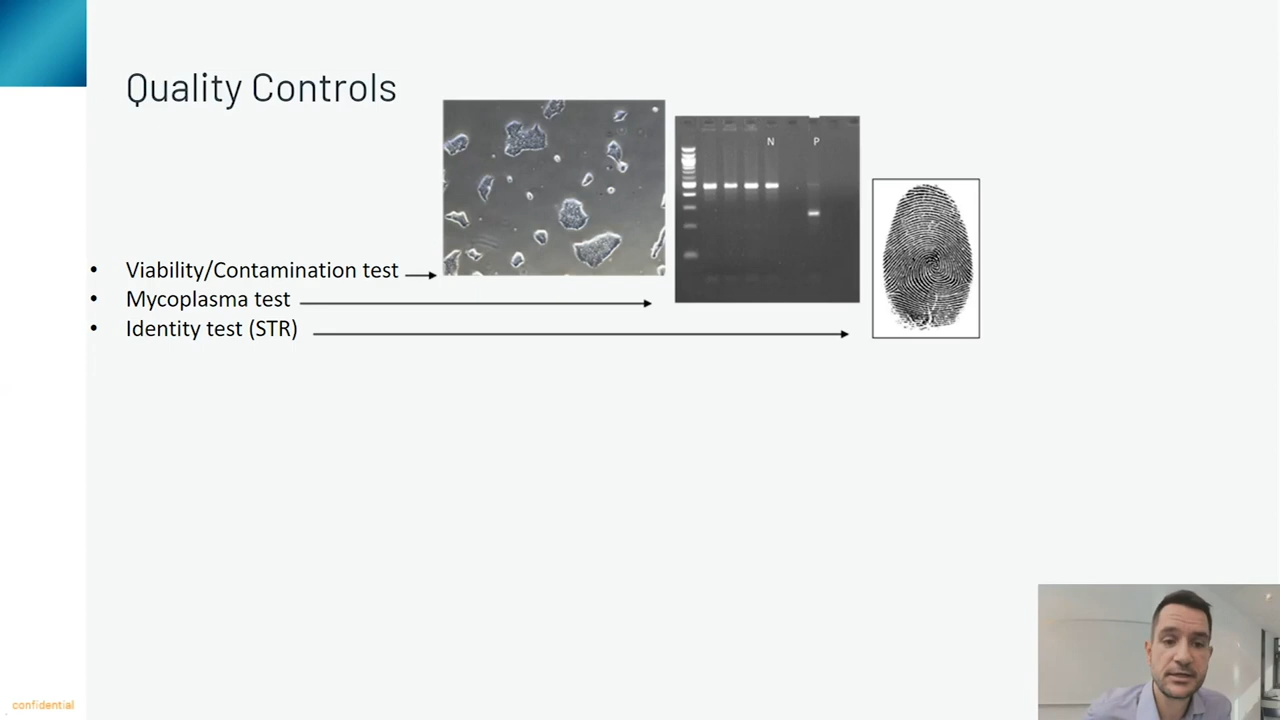 Quality Controls
N
P
• Viability/Contamination test
• Mycoplasma test
• Identity test (STR)
confidential